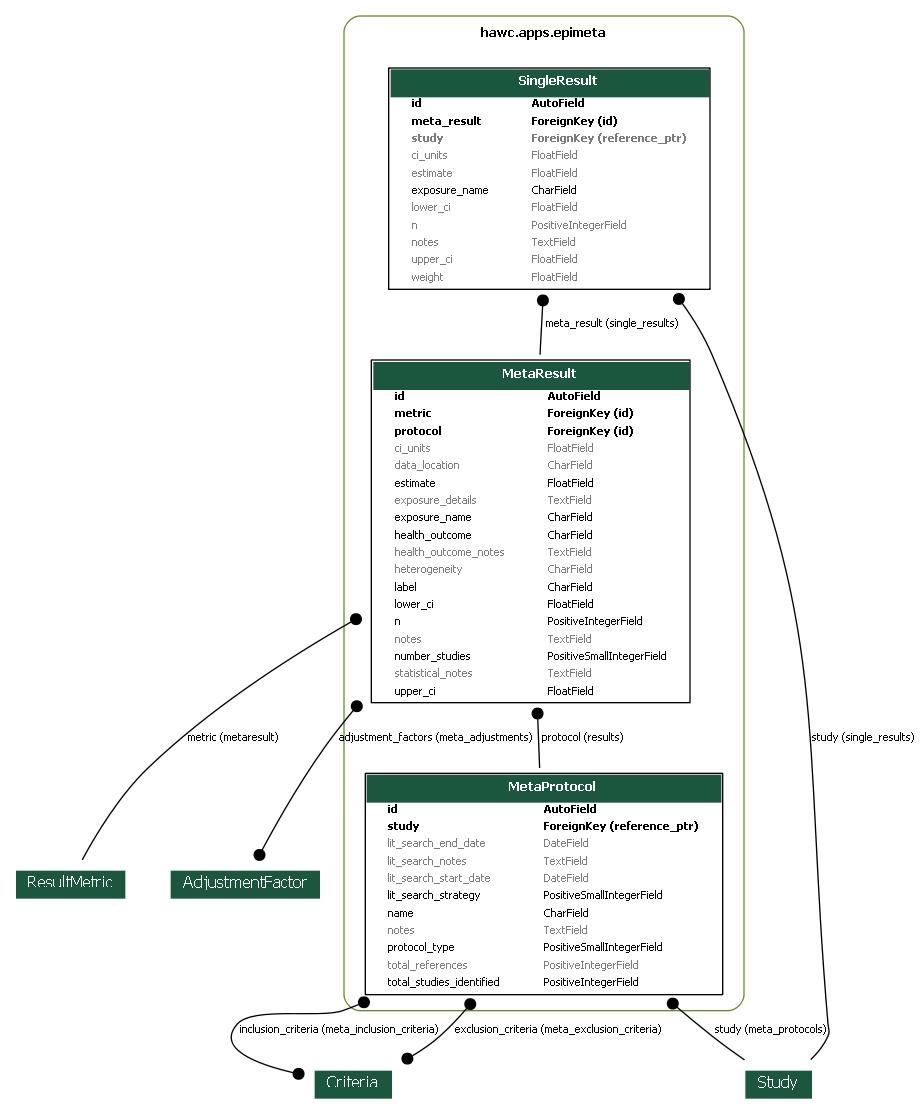 hawc.apps.epimeta
SingleResult
id AutoField
meta_result ForeignKey (id)
study ForeignKey (reference_ptr)
ci_units FloatField
estimate FloatField
exposure_name CharField
lower_ci FloatField
n PositiveIntegerField
notes TextField
upper_ci FloatField
weight FloatField
meta_result (single_results)
MetaResult
id AutoField
metric ForeignKey (id)
protocol ForeignKey (id)
ci_units FloatField
data_location CharField
estimate FloatField
exposure_details TextField
exposure_name CharField
health_outcome CharField
health_outcome_notes TextField
heterogeneity CharField
label CharField
lower_ci FloatField
n PositiveIntegerField
notes TextField
number_studies PositiveSmallIntegerField
statistical_notes TextField
upper_ci FloatField
metric (metaresult) adjustment_factors (meta_adjustments) protocol (results) study (single_results)
MetaProtocol
id AutoField
study ForeignKey (reference_ptr)
lit_search_end_date DateField
lit_search_notes TextField
lit_search_start_date DateField
lit_search_strategy PositiveSmallIntegerField
name CharField
notes TextField
protocol_type PositiveSmallIntegerField
total_references PositiveIntegerField
total_studies_identified PositiveIntegerField
ResultMetric AdjustmentFactor
inclusion_criteria (meta_inclusion_criteria) exclusion_criteria (meta_exclusion_criteria) study (meta_protocols)
Criteria Study